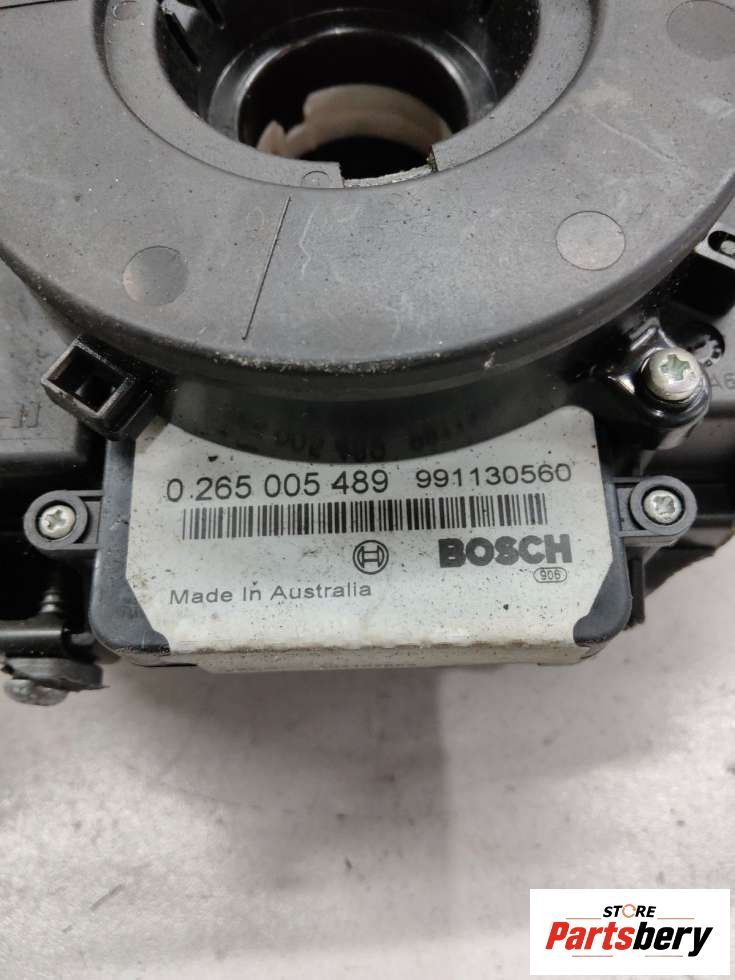 0 265 005 489 991130560
BOSCH
906
Made In Australia
STORE
Partsbery